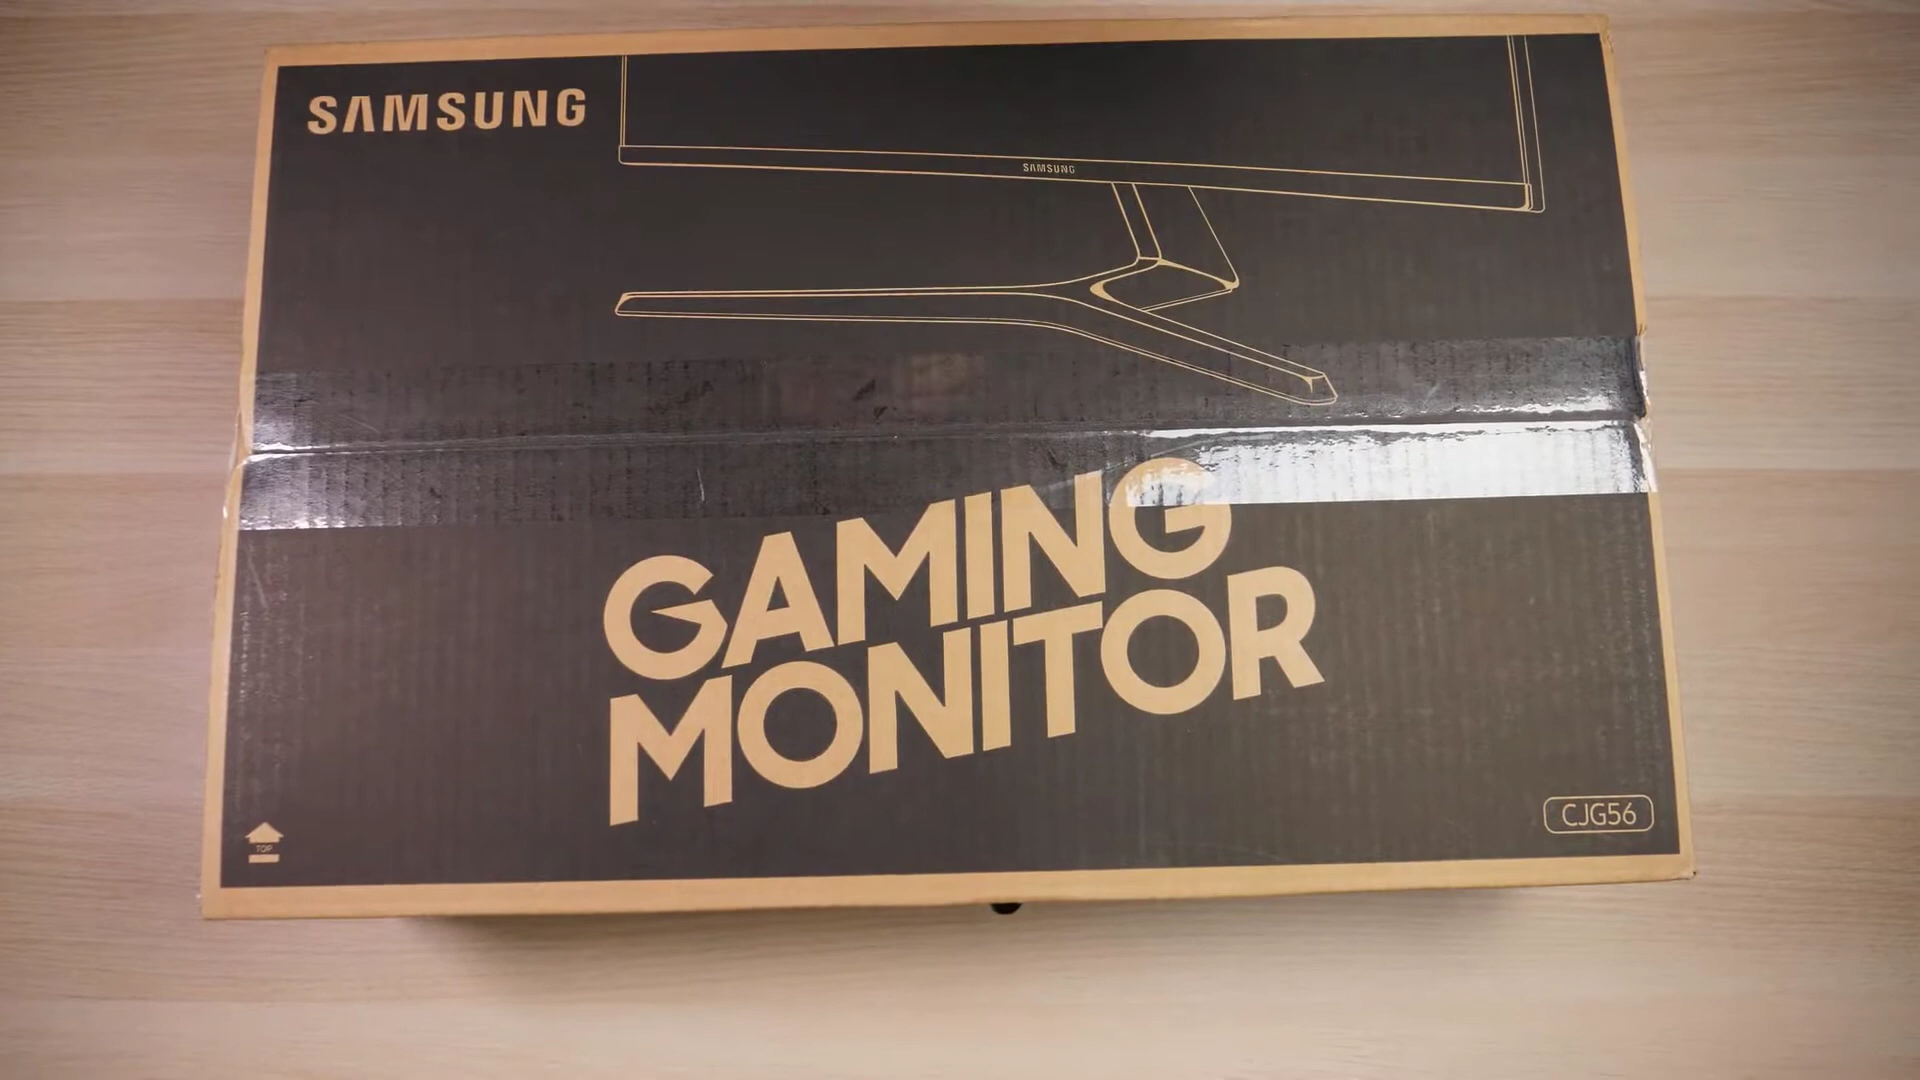 SAMSUNG
SAMSUNG
GAMING
MONITOR
TOP
CJG56